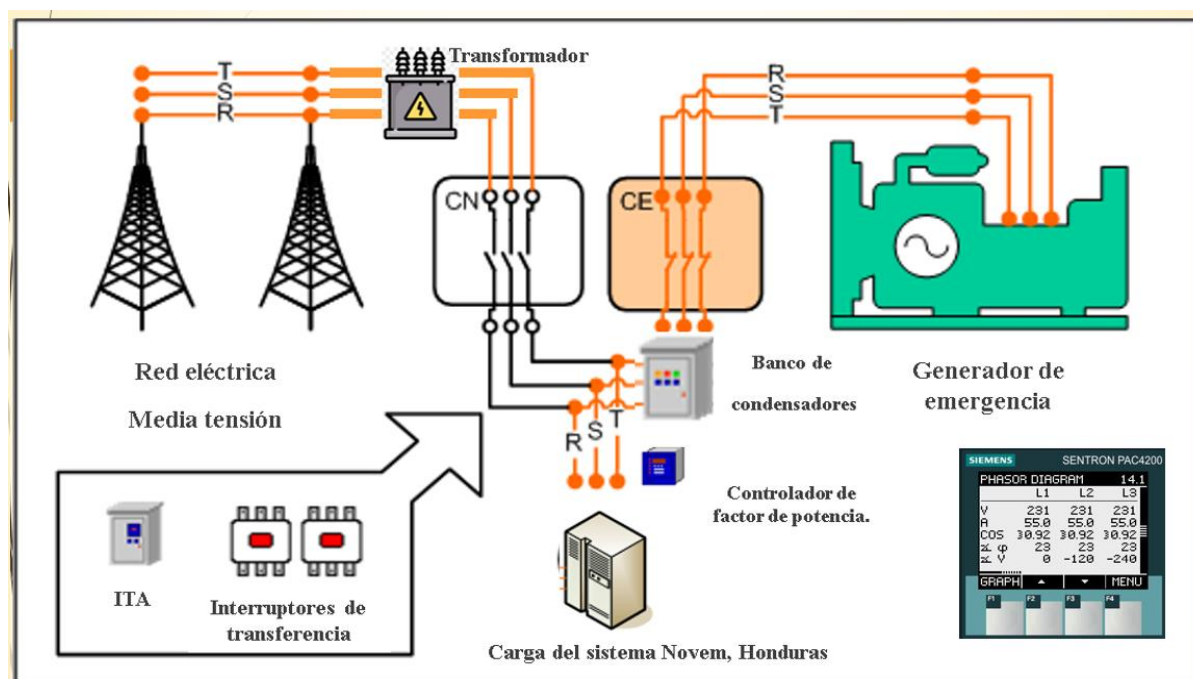 Transformador
T
S
R
R
S
T
CN
CE
Red eléctrica
Media tensión
Banco de
condensadores
Generador de
emergencia
R
S
T
Controlador de
factor de potencia.
ITA
Interruptores de
transferencia
Carga del sistema Novem, Honduras
SIEMENS SENTRON PAC4200
PHASOR DIAGRAM 14.1
L1 L2 L3
V 231 231 231
A 55.0 55.0 55.0
COS 30.92 30.92 30.92
∡ φ 23 23 23
∡ V 0 -120 -240
GRAPH ▲ ▼ MENU
F1 F2 F3 F4